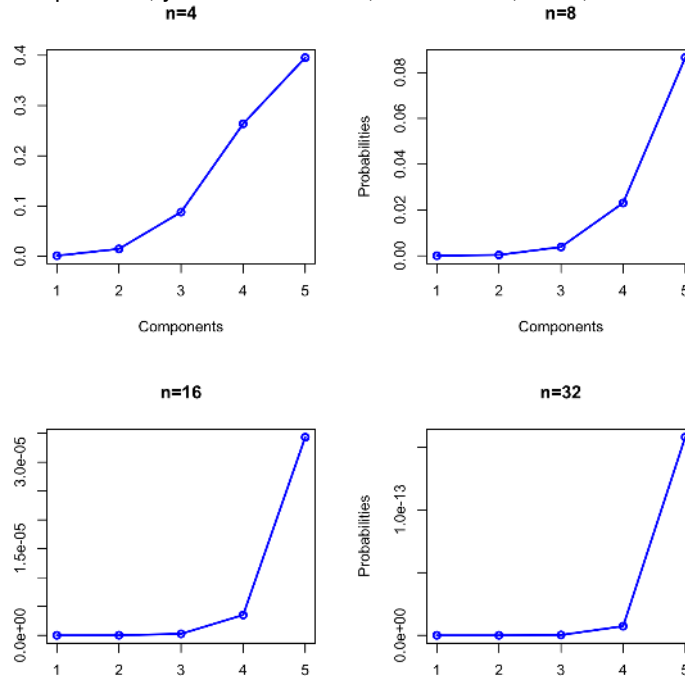 n=4
0.4
0.3
0.2
0.1
0.0
1 2 3 4 5
Components
n=8
Probabilities
0.08
0.06
0.04
0.02
0.00
1 2 3 4 5
Components
n=16
3.0e-05
1.5e-05
0.0e+00
1 2 3 4 5
n=32
Probabilities
1.0e-13
0.0e+00
1 2 3 4 5